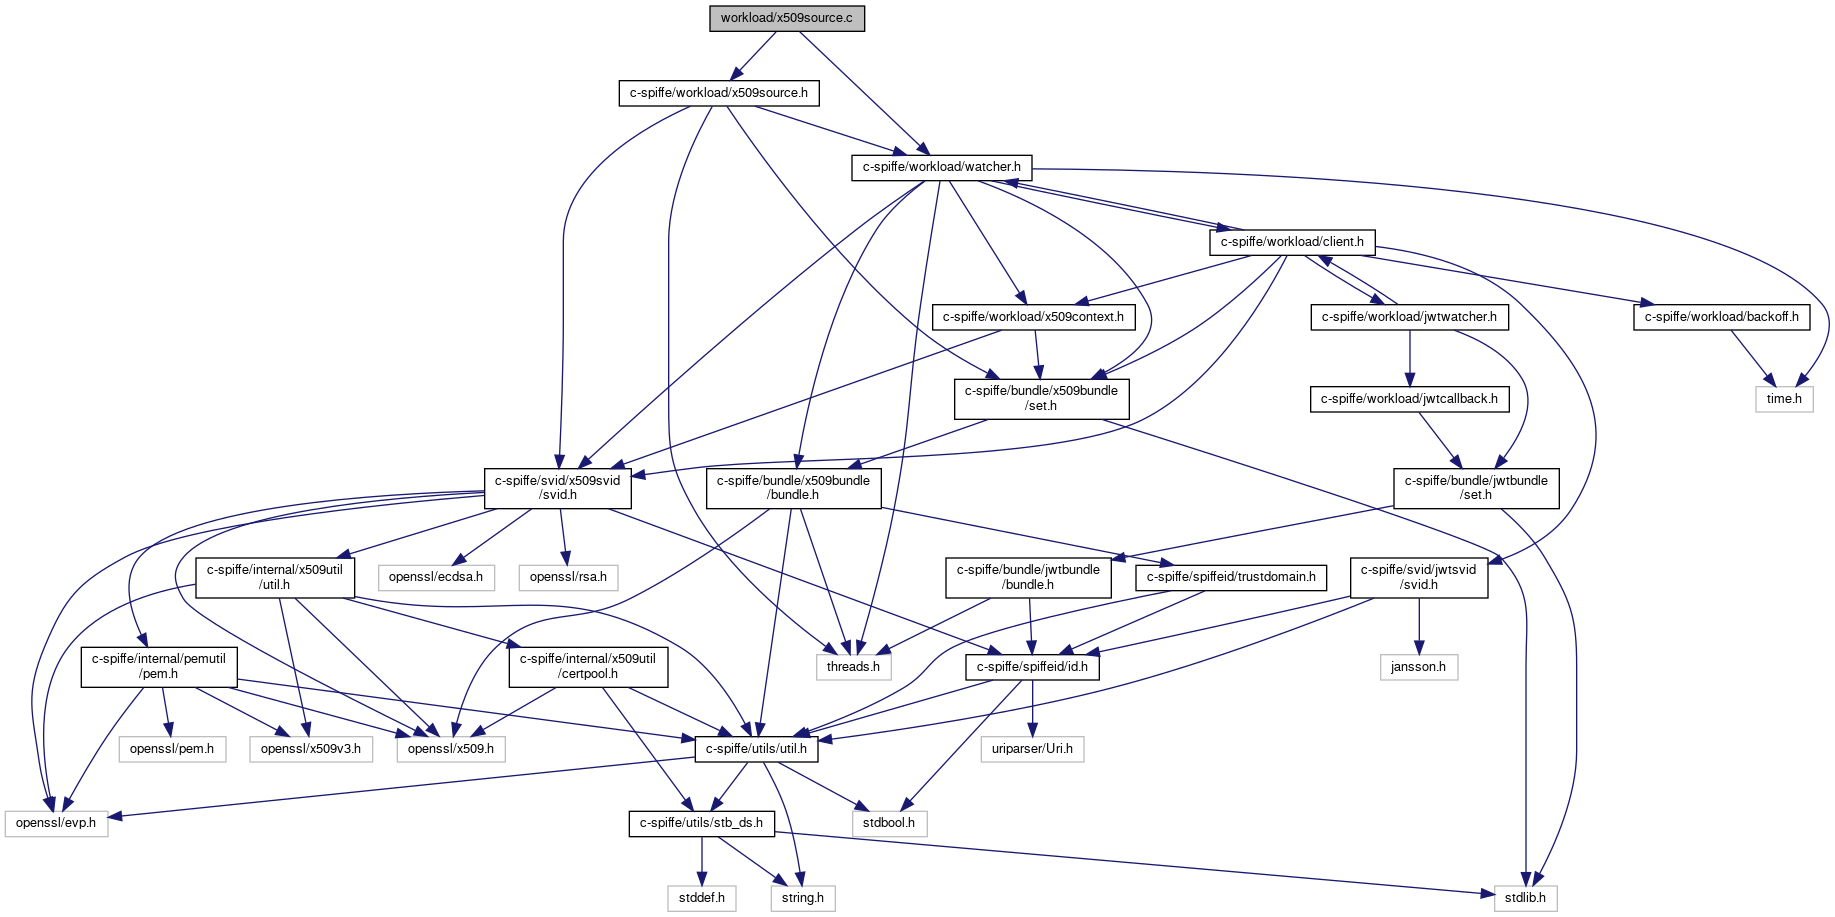 workload/x509source.c
c-spiffe/workload/x509source.h
c-spiffe/workload/watcher.h
c-spiffe/workload/client.h
c-spiffe/workload/x509context.h
c-spiffe/workload/jwtwatcher.h
c-spiffe/workload/backoff.h
c-spiffe/bundle/x509bundle
/set.h
c-spiffe/workload/jwtcallback.h
time.h
c-spiffe/svid/x509svid
/svid.h
c-spiffe/bundle/x509bundle
/bundle.h
c-spiffe/bundle/jwtbundle
/set.h
c-spiffe/internal/x509util
/util.h
openssl/ecdsa.h
openssl/rsa.h
c-spiffe/bundle/jwtbundle
/bundle.h
c-spiffe/spiffeid/trustdomain.h
c-spiffe/svid/jwtsvid
/svid.h
c-spiffe/internal/pemutil
/pem.h
c-spiffe/internal/x509util
/certpool.h
threads.h
c-spiffe/spiffeid/id.h
jansson.h
openssl/pem.h
openssl/x509v3.h
openssl/x509.h
c-spiffe/utils/util.h
uriparser/Uri.h
openssl/evp.h
c-spiffe/utils/stb_ds.h
stdbool.h
stddef.h
string.h
stdlib.h